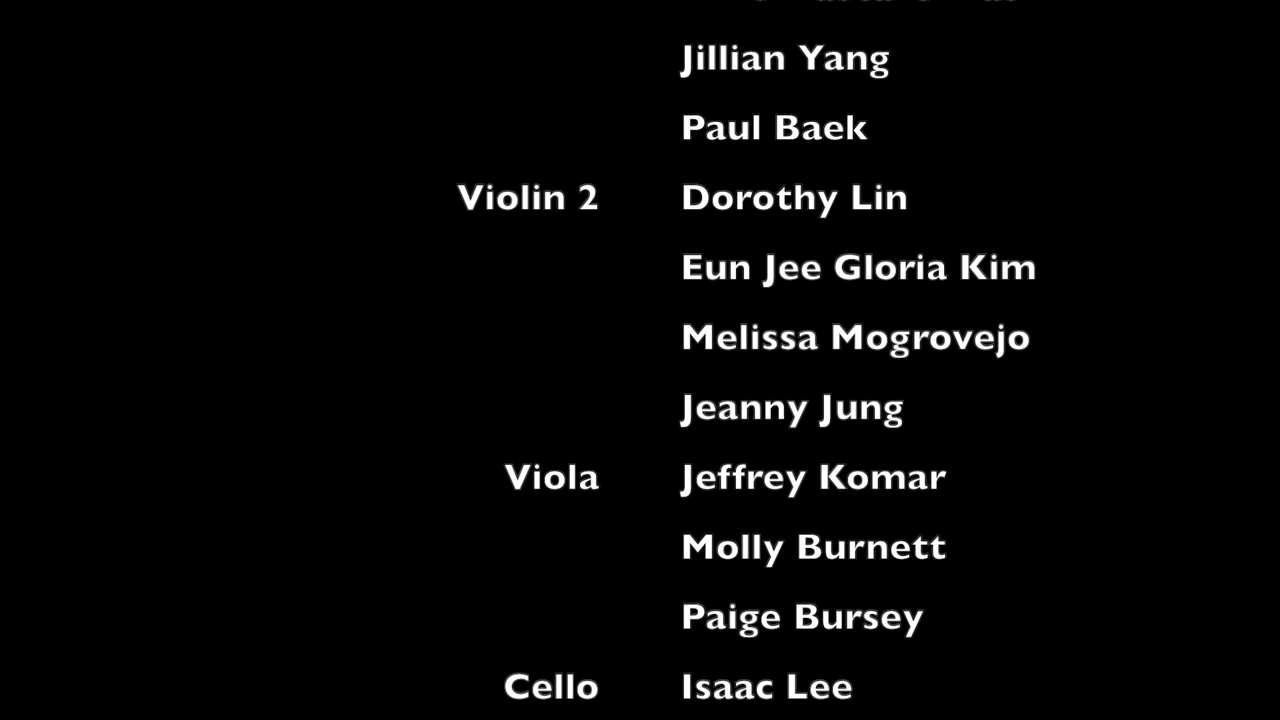 Jillian Yang
Paul Baek
Violin 2 Dorothy Lin
Eun Jee Gloria Kim
Melissa Mogrovejo
Jeanny Jung
Viola Jeffrey Komar
Molly Burnett
Paige Bursey
Cello Isaac Lee